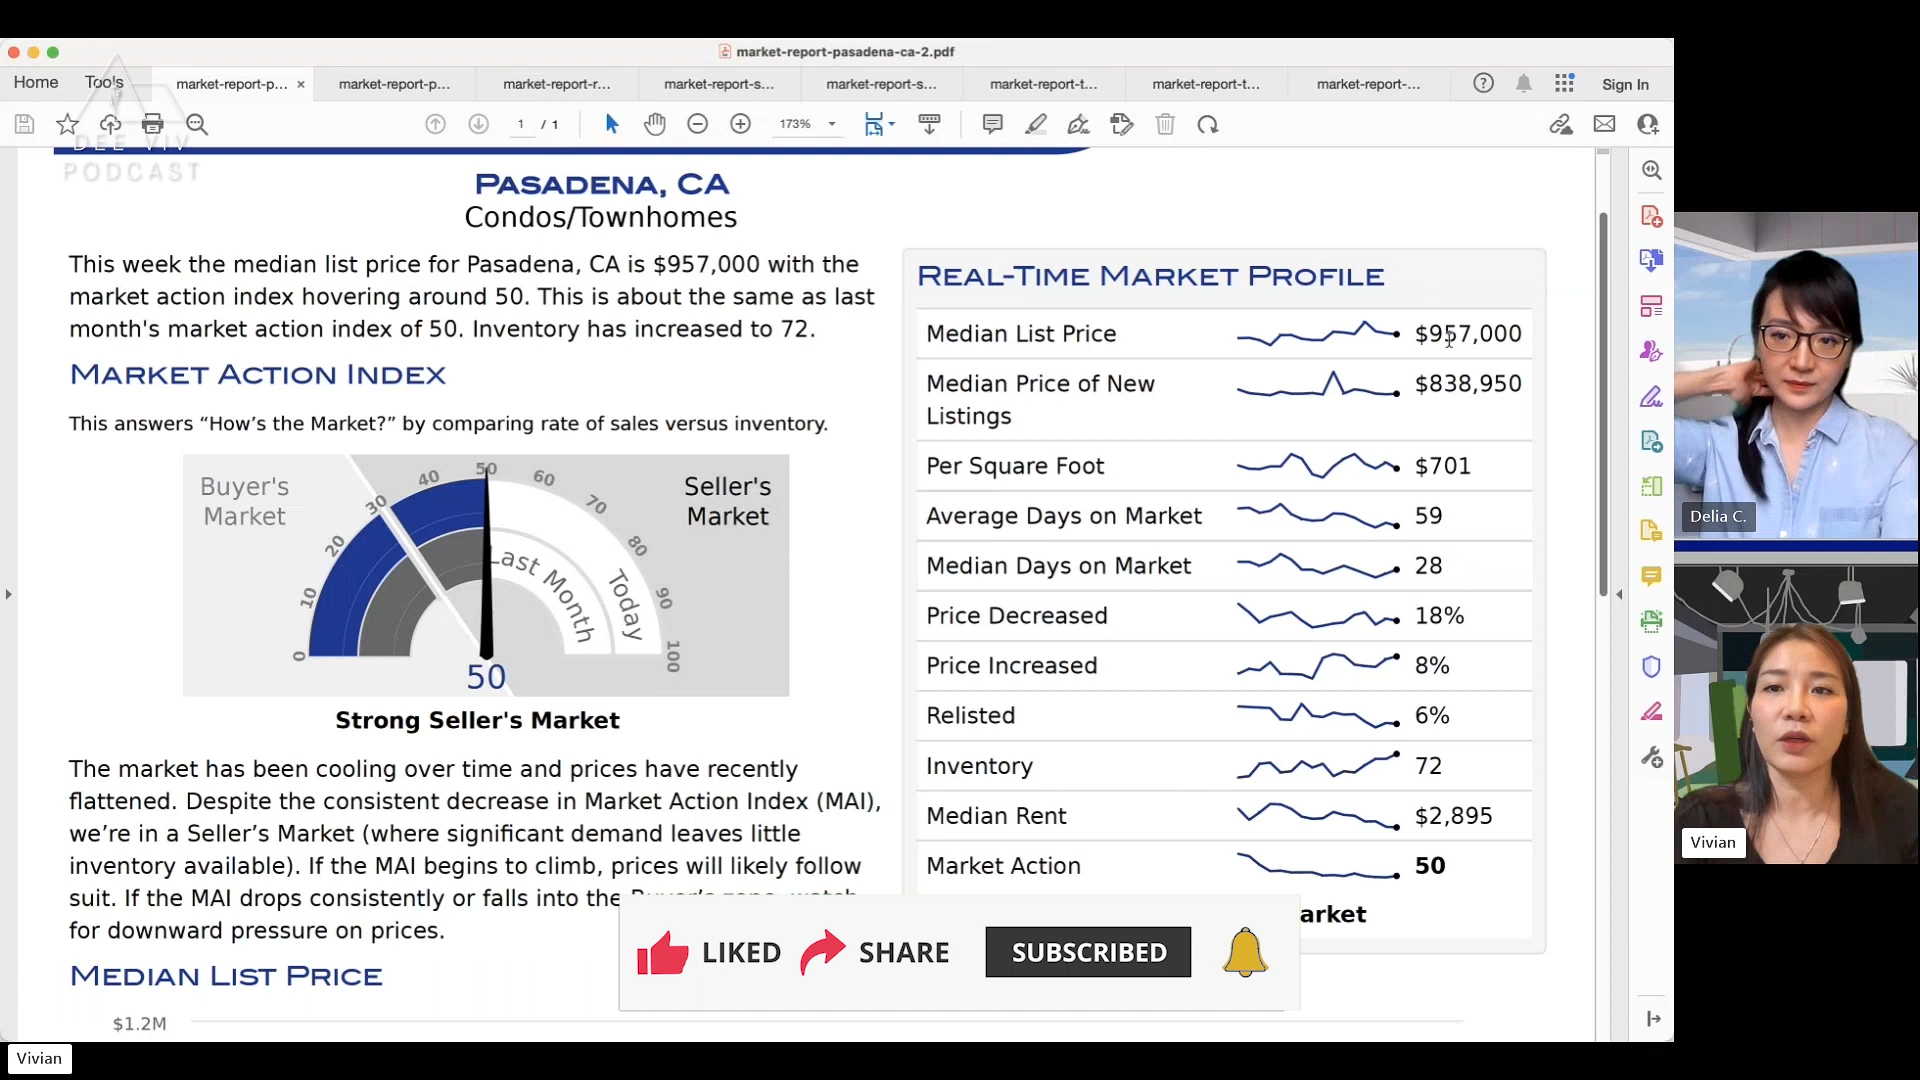 market-report-pasadena-ca-2.pdf
Home
Tools
market-report-p...
market-report-p...
market-report-r...
market-report-s...
market-report-s...
market-report-t...
market-report-t...
market-report-...
Sign In
1 / 1
173%
DEE VIV
PODCAST
PASADENA, CA
Condos/Townhomes
This week the median list price for Pasadena, CA is $957,000 with the
market action index hovering around 50. This is about the same as last
month's market action index of 50. Inventory has increased to 72.
MARKET ACTION INDEX
This answers “How’s the Market?” by comparing rate of sales versus inventory.
Buyer's
Market
Seller's
Market
0
10
20
30
40
50
60
70
80
90
100
Last Month
Today
50
Strong Seller's Market
The market has been cooling over time and prices have recently
flattened. Despite the consistent decrease in Market Action Index (MAI),
we’re in a Seller’s Market (where significant demand leaves little
inventory available). If the MAI begins to climb, prices will likely follow
suit. If the MAI drops consistently or falls into the Buyer’s zone, watch
for downward pressure on prices.
MEDIAN LIST PRICE
$1.2M
REAL-TIME MARKET PROFILE
Median List Price $957,000
Median Price of New $838,950
Listings
Per Square Foot $701
Average Days on Market 59
Median Days on Market 28
Price Decreased 18%
Price Increased 8%
Relisted 6%
Inventory 72
Median Rent $2,895
Market Action 50
arket
LIKED SHARE SUBSCRIBED
Delia C.
Vivian
Vivian